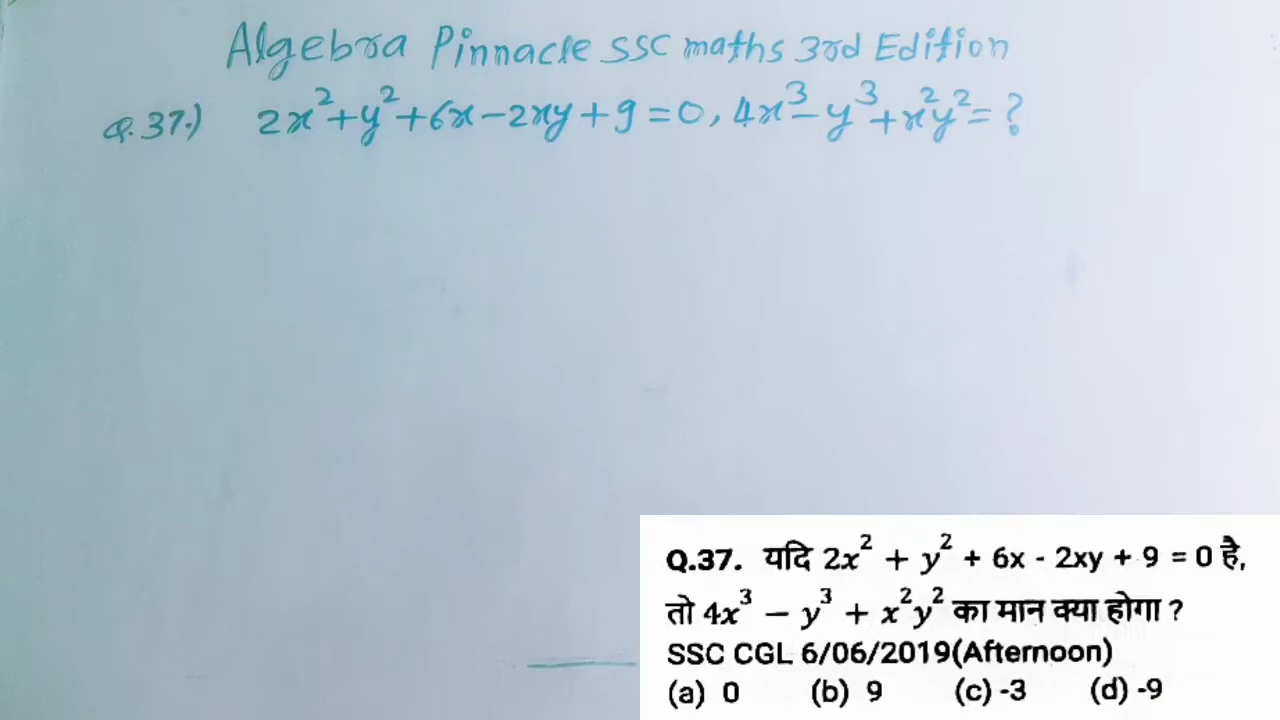 Algebra Pinnacle SSC maths 3rd Edition
Q.37.) 2x²+y²+6x-2xy+9=0, 4x³-y³+x²y²=?
Q.37. यदि 2x² + y² + 6x - 2xy + 9 = 0 है,
तो 4x³ − y³ + x²y² का मान क्या होगा ?
SSC CGL 6/06/2019(Afternoon)
(a) 0 (b) 9 (c) -3 (d) -9